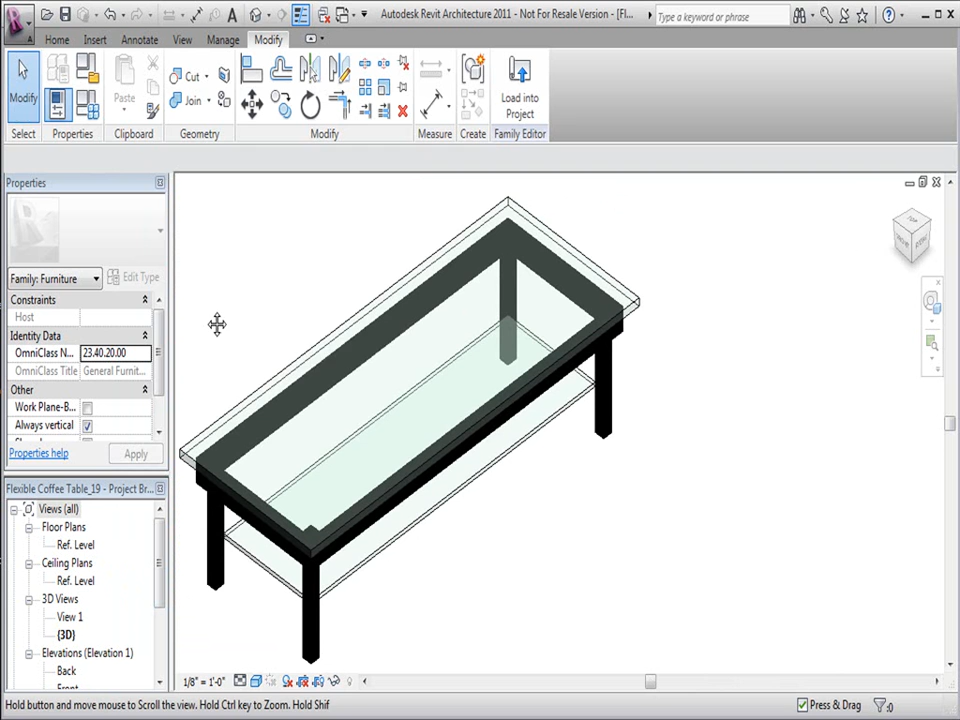 Autodesk Revit Architecture 2011 - Not For Resale Version - [Fl...
Type a keyword or phrase
Home Insert Annotate View Manage Modify
Modify
Paste
Cut
Join
Load into
Project
Select Properties Clipboard Geometry Modify Measure Create Family Editor
Properties
Family: Furniture
Edit Type
Constraints
Host
Identity Data
OmniClass N... 23.40.20.00
OmniClass Title General Furnit...
Other
Work Plane-B...
Always vertical
Properties help
Apply
Flexible Coffee Table_19 - Project Br...
Views (all)
Floor Plans
Ref. Level
Ceiling Plans
Ref. Level
3D Views
View 1
{3D}
Elevations (Elevation 1)
Back
Front
1/8" = 1'-0"
Hold button and move mouse to Scroll the view. Hold Ctrl key to Zoom. Hold Shif
Press & Drag
:0